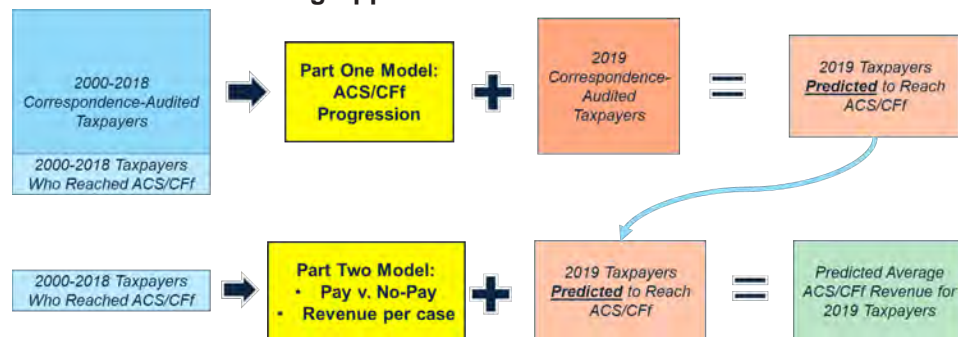 2000-2018
Correspondence-Audited
Taxpayers
2000-2018 Taxpayers
Who Reached ACS/CFf
Part One Model:
ACS/CFf
Progression
2019
Correspondence-
Audited
Taxpayers
2019 Taxpayers
Predicted to Reach
ACS/CFf
2000-2018 Taxpayers
Who Reached ACS/CFf
Part Two Model:
• Pay v. No-Pay
• Revenue per case
2019 Taxpayers
Predicted to Reach
ACS/CFf
Predicted Average
ACS/CFf Revenue for
2019 Taxpayers